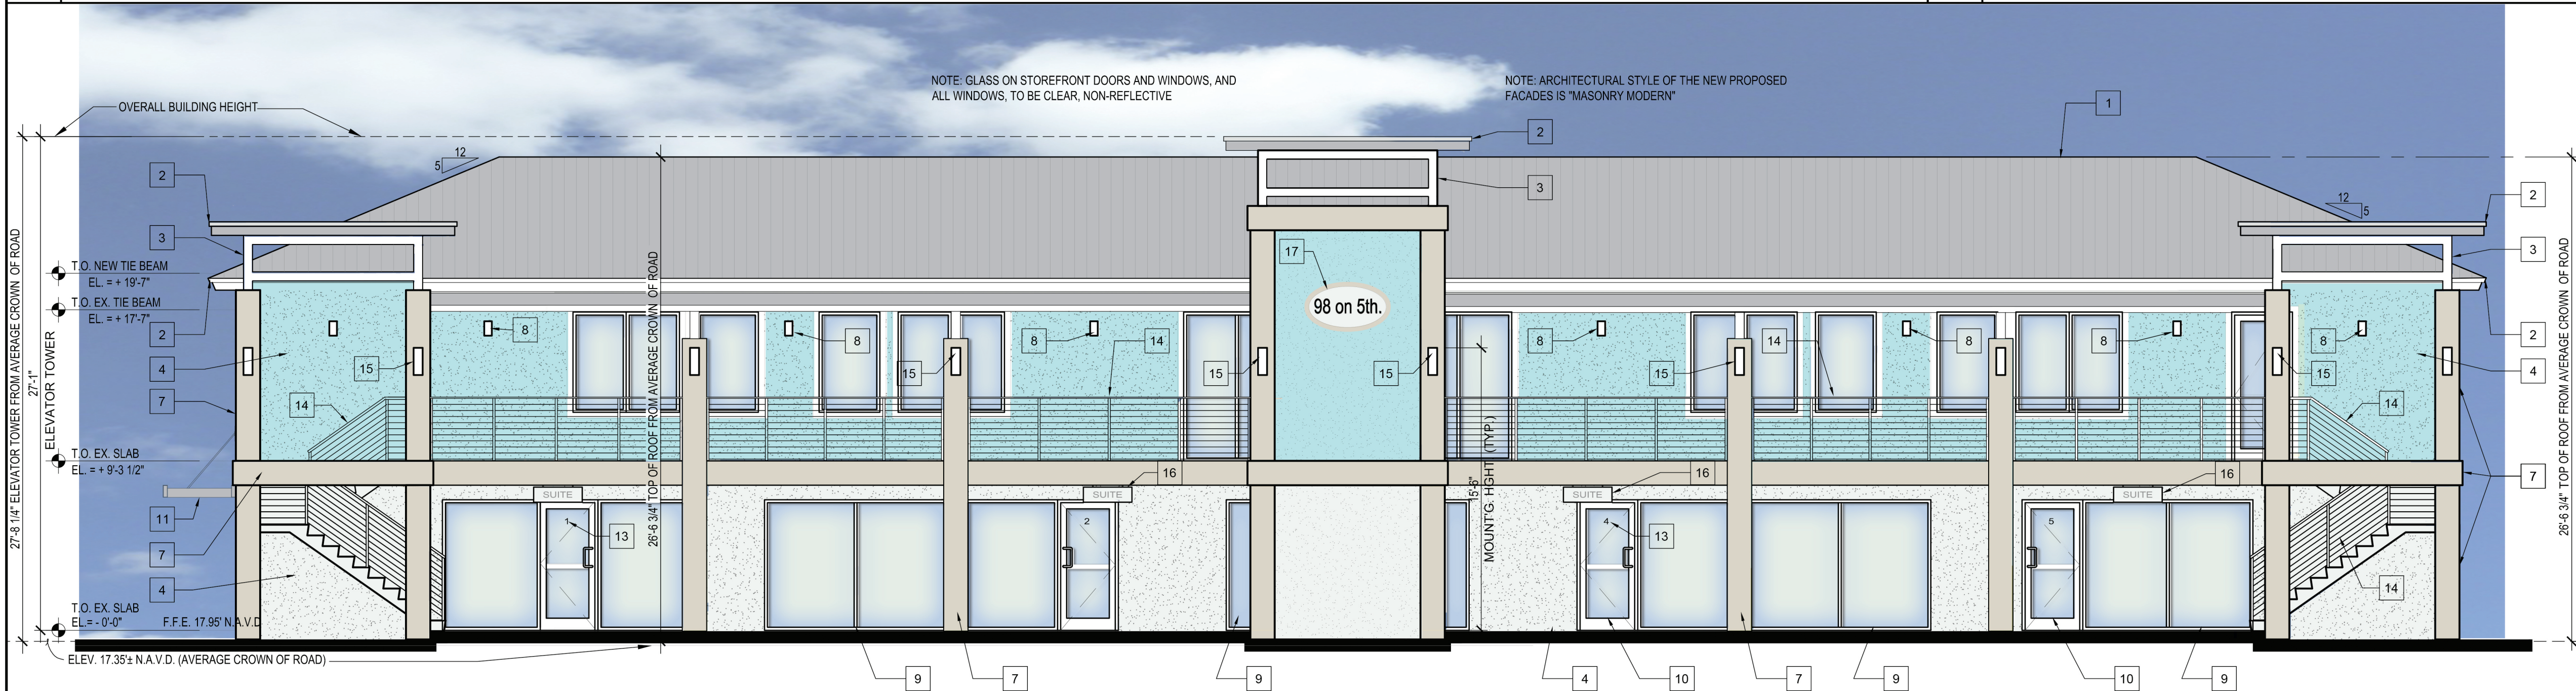 NOTE: GLASS ON STOREFRONT DOORS AND WINDOWS, AND
ALL WINDOWS, TO BE CLEAR, NON-REFLECTIVE
NOTE: ARCHITECTURAL STYLE OF THE NEW PROPOSED
FACADES IS "MASONRY MODERN"
OVERALL BUILDING HEIGHT
1
2
12
5
2
3
12
5
2
3
3
17
T.O. NEW TIE BEAM
EL. = + 19'-7"
T.O. EX. TIE BEAM
EL. = + 17'-7"
98 on 5th.
2
8
8
8
14
8
14
8
8
8
2
4
15
15
15
15
15
15
4
7
14
14
27'-8 1/4" ELEVATOR TOWER FROM AVERAGE CROWN OF ROAD
27'-1"
ELEVATOR TOWER
26'-6 3/4" TOP OF ROOF FROM AVERAGE CROWN OF ROAD
15'-6"
MOUNT'G. HGHT. (TYP.)
26'-6 3/4" TOP OF ROOF FROM AVERAGE CROWN OF ROAD
T.O. EX. SLAB
EL. = + 9'-3 1/2"
16
16
16
7
SUITE
SUITE
SUITE
SUITE
11
1
13
2
4
13
5
7
4
14
T.O. EX. SLAB
EL.= - 0'-0"
F.F.E. 17.95' N.A.V.D
ELEV. 17.35'± N.A.V.D. (AVERAGE CROWN OF ROAD)
9
7
9
4
10
7
9
10
9